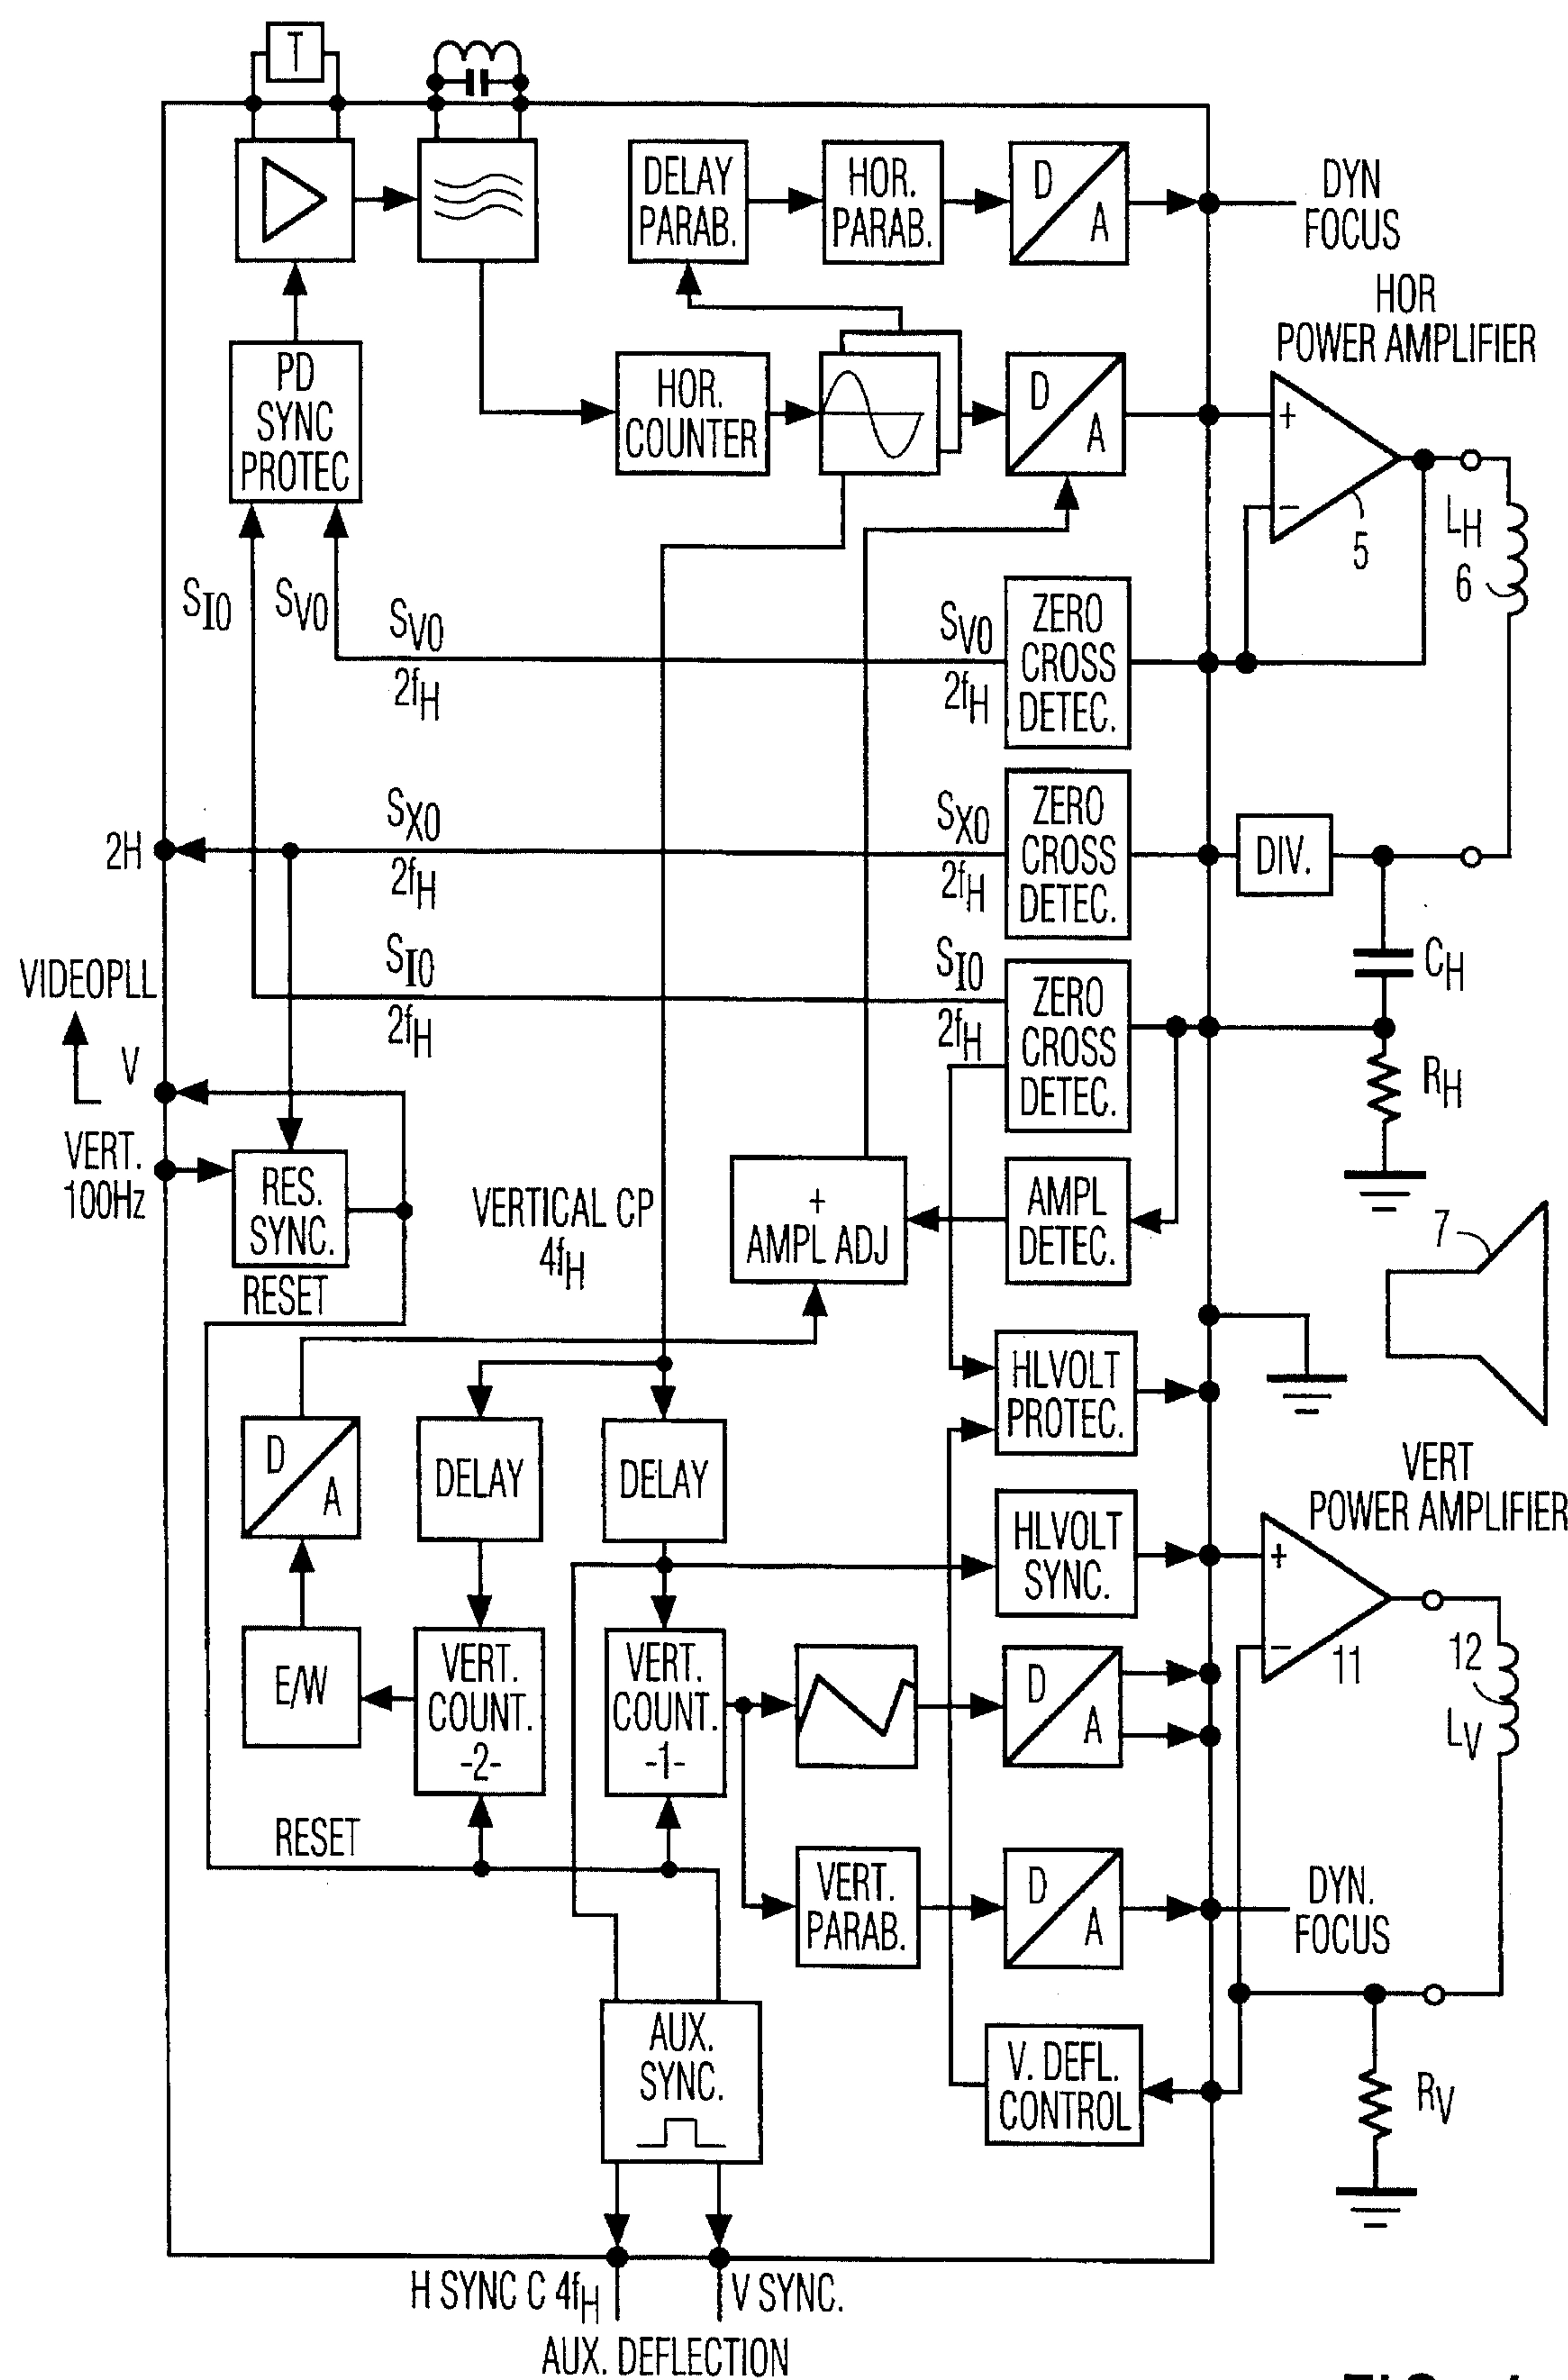 T
DELAY
PARAB.
HOR.
PARAB.
D
A
DYN
FOCUS
HOR
POWER AMPLIFIER
PD
SYNC
PROTEC
HOR.
COUNTER
D
A
+
−
5
LH
6
SI0
SV0
SV0
2fH
SV0
2fH
ZERO
CROSS
DETEC.
2H
SX0
2fH
SX0
2fH
ZERO
CROSS
DETEC.
DIV.
CH
VIDEOPLL
SI0
2fH
SI0
2fH
ZERO
CROSS
DETEC.
RH
V
VERT.
100Hz
RES.
SYNC.
RESET
VERTICAL CP
4fH
+
AMPL ADJ
AMPL
DETEC.
7
HLVOLT
PROTEC.
D
A
DELAY
DELAY
VERT
POWER AMPLIFIER
HLVOLT
SYNC.
+
−
11
12
LV
E/W
VERT.
COUNT.
-2-
VERT.
COUNT.
-1-
D
A
RESET
VERT.
PARAB.
D
A
DYN.
FOCUS
AUX.
SYNC.
V. DEFL.
CONTROL
RV
H SYNC C 4fH
V SYNC.
AUX. DEFLECTION